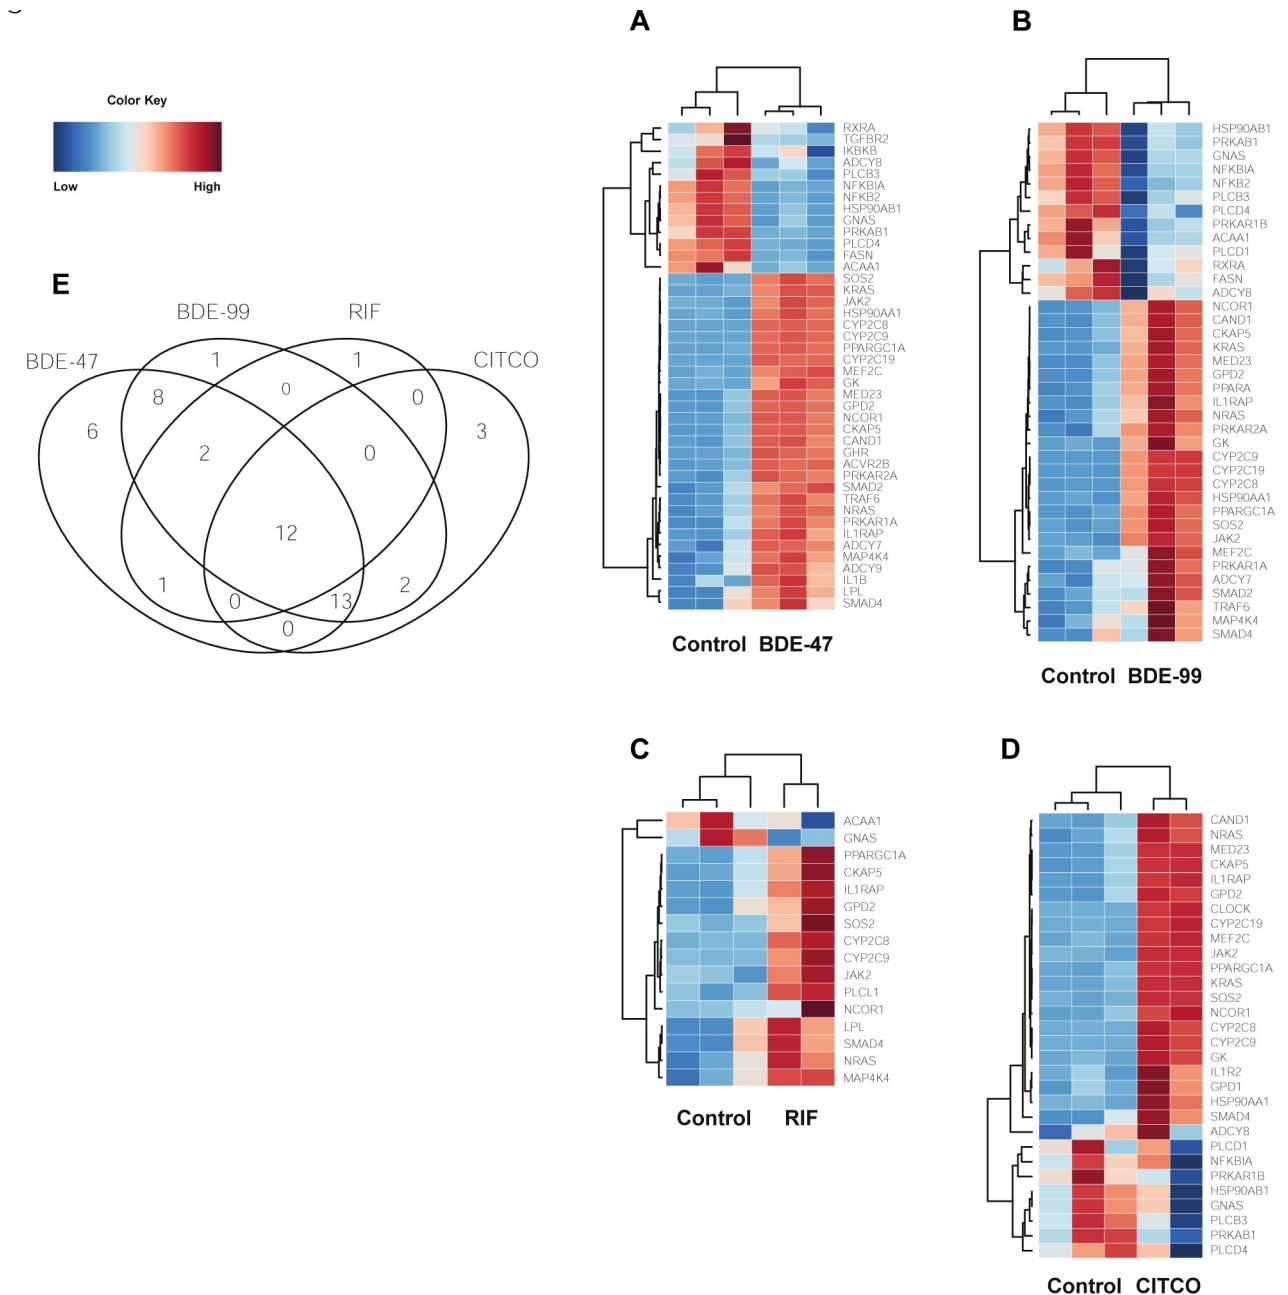 A
B
Color Key
Low High
RXRA
TGFBR2
IKBKB
ADCY8
PLCB3
NFKBIA
NFKB2
HSP90AB1
GNAS
PRKAB1
PLCD4
FASN
ACAA1
SOS2
KRAS
JAK2
HSP90AA1
CYP2C8
CYP2C9
PPARGC1A
CYP2C19
MEF2C
GK
MED23
GPD2
NCOR1
CKAP5
CAND1
GHR
ACVR2B
PRKAR2A
SMAD2
TRAF6
NRAS
PRKAR1A
IL1RAP
ADCY7
MAP4K4
ADCY9
IL1B
LPL
SMAD4
Control BDE-47
HSP90AB1
PRKAB1
GNAS
NFKBIA
NFKB2
PLCB3
PLCD4
PRKAR1B
ACAA1
PLCD1
RXRA
FASN
ADCY8
NCOR1
CAND1
CKAP5
KRAS
MED23
GPD2
PPARA
IL1RAP
NRAS
PRKAR2A
GK
CYP2C9
CYP2C19
CYP2C8
HSP90AA1
PPARGC1A
SOS2
JAK2
MEF2C
PRKAR1A
ADCY7
SMAD2
TRAF6
MAP4K4
SMAD4
Control BDE-99
E
BDE-99 RIF
BDE-47 CITCO
1 1
8 0 0
6 2 0 3
12
1 0 13 2
0
C
ACAA1
GNAS
PPARGC1A
CKAP5
IL1RAP
GPD2
SOS2
CYP2C8
CYP2C9
JAK2
PLCL1
NCOR1
LPL
SMAD4
NRAS
MAP4K4
Control RIF
D
CAND1
NRAS
MED23
CKAP5
IL1RAP
GPD2
CLOCK
CYP2C19
MEF2C
JAK2
PPARGC1A
KRAS
SOS2
NCOR1
CYP2C8
CYP2C9
GK
IL1R2
GPD1
HSP90AA1
SMAD4
ADCY8
PLCD1
NFKBIA
PRKAR1B
HSP90AB1
GNAS
PLCB3
PRKAB1
PLCD4
Control CITCO